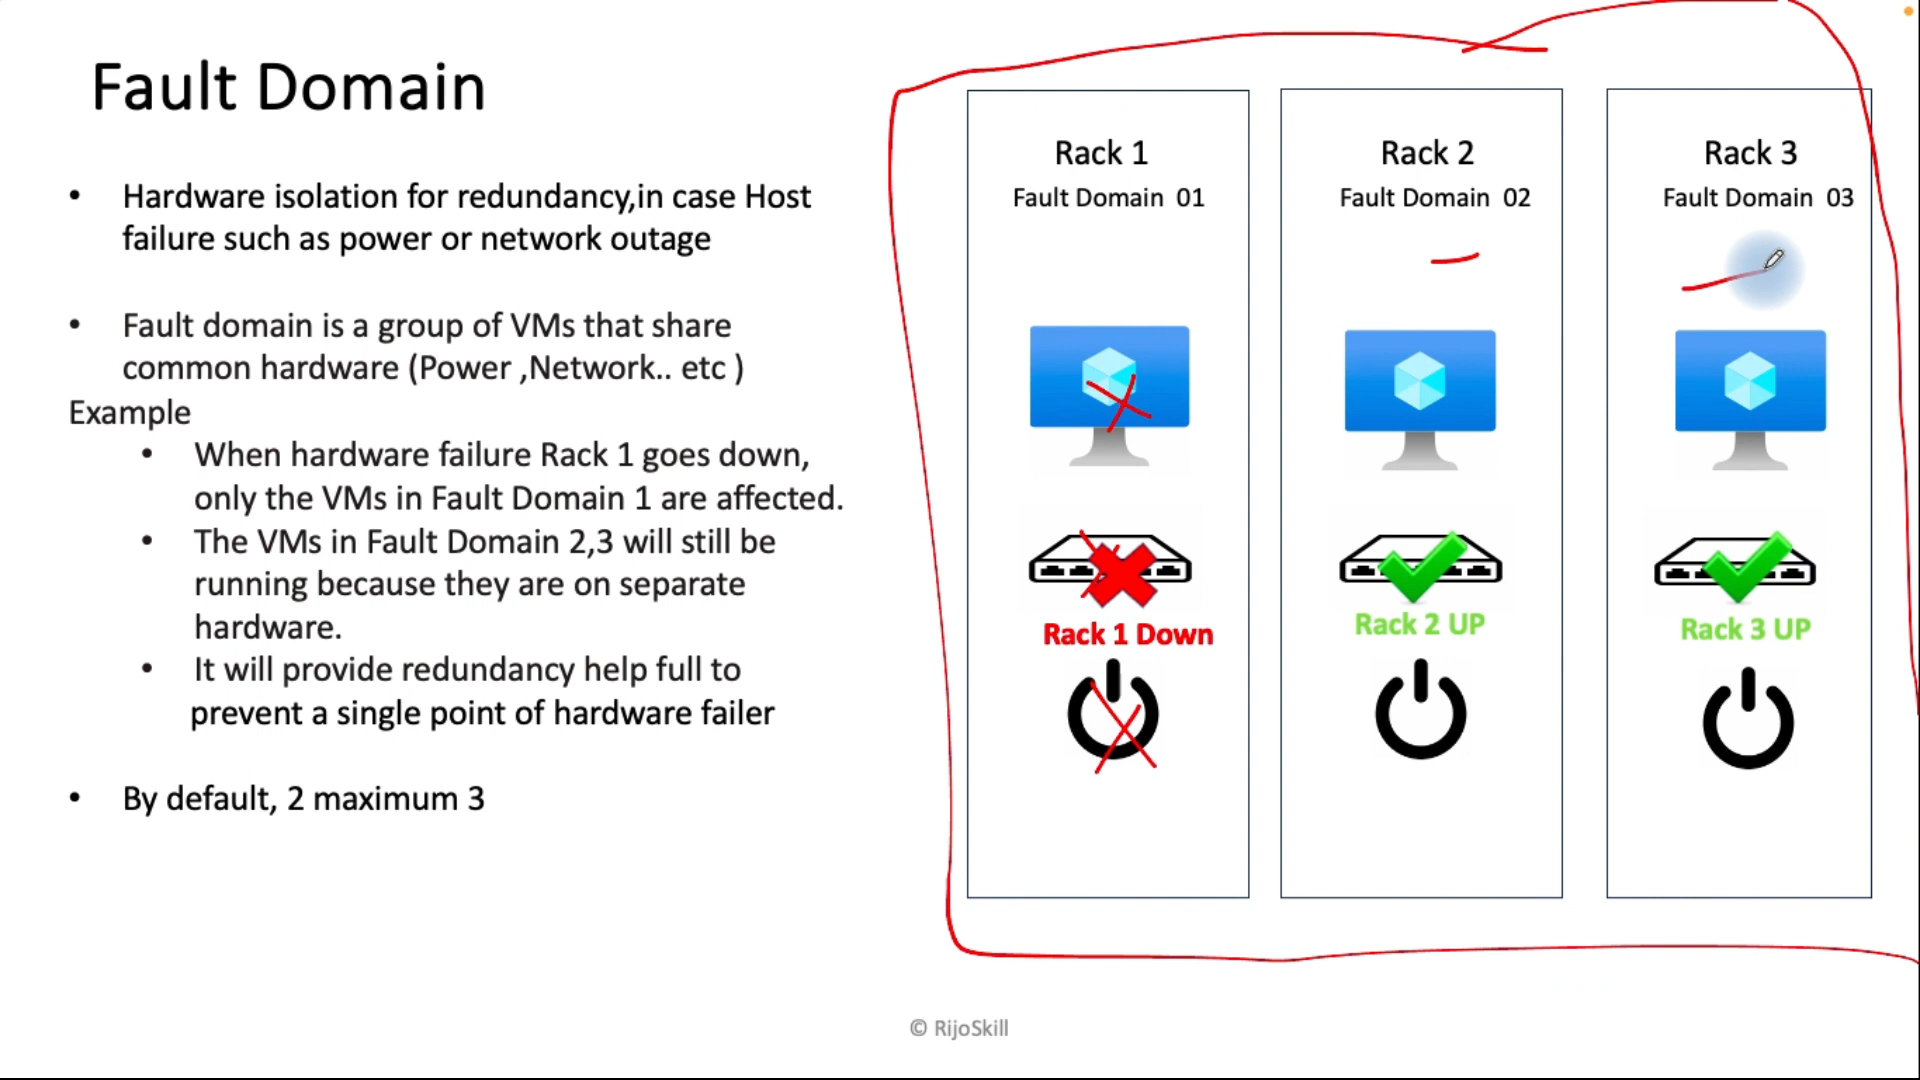 Fault Domain
• Hardware isolation for redundancy,in case Host
failure such as power or network outage
• Fault domain is a group of VMs that share
common hardware (Power ,Network.. etc )
Example
• When hardware failure Rack 1 goes down,
only the VMs in Fault Domain 1 are affected.
• The VMs in Fault Domain 2,3 will still be
running because they are on separate
hardware.
• It will provide redundancy help full to
prevent a single point of hardware failer
• By default, 2 maximum 3
Rack 1
Fault Domain 01
Rack 1 Down
Rack 2
Fault Domain 02
Rack 2 UP
Rack 3
Fault Domain 03
Rack 3 UP
© RijoSkill